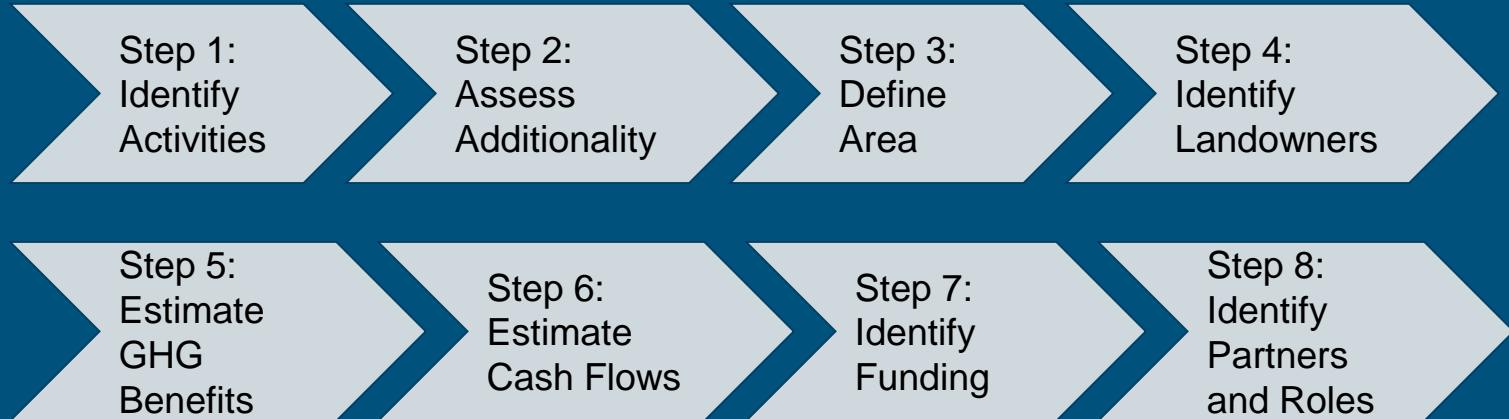 Step 1:
Identify
Activities
Step 2:
Assess
Additionality
Step 3:
Define
Area
Step 4:
Identify
Landowners
Step 5:
Estimate
GHG
Benefits
Step 6:
Estimate
Cash Flows
Step 7:
Identify
Funding
Step 8:
Identify
Partners
and Roles